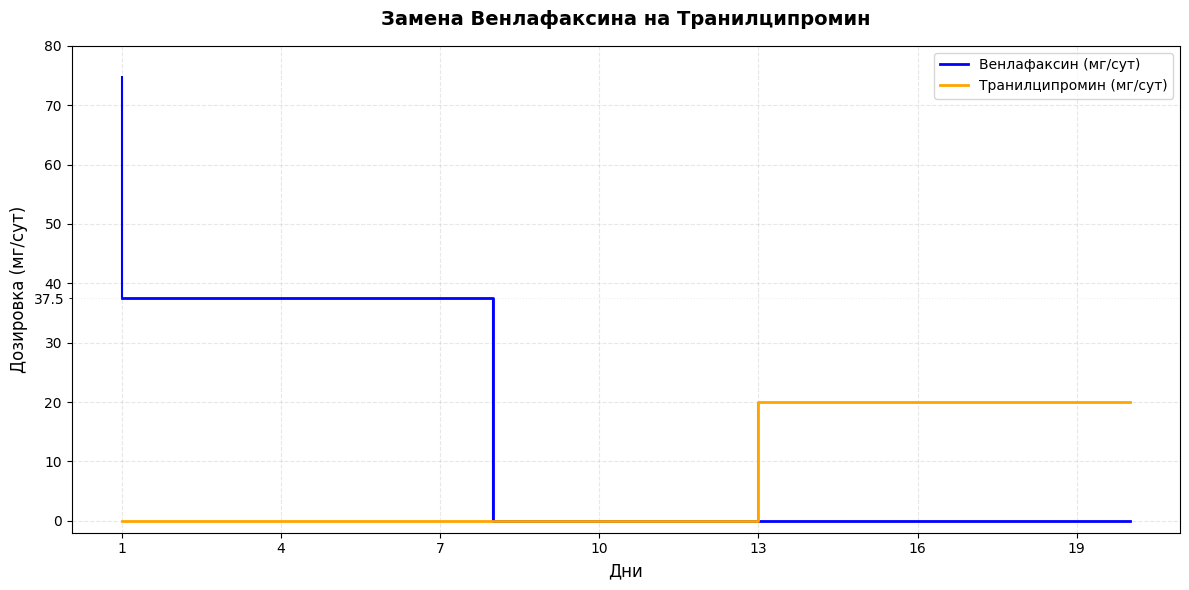 Замена Венлафаксина на Транилципромин
Венлафаксин (мг/сут)
Транилципромин (мг/сут)
Дозировка (мг/сут)
80
70
60
50
40
37.5
30
20
10
0
1 4 7 10 13 16 19
Дни